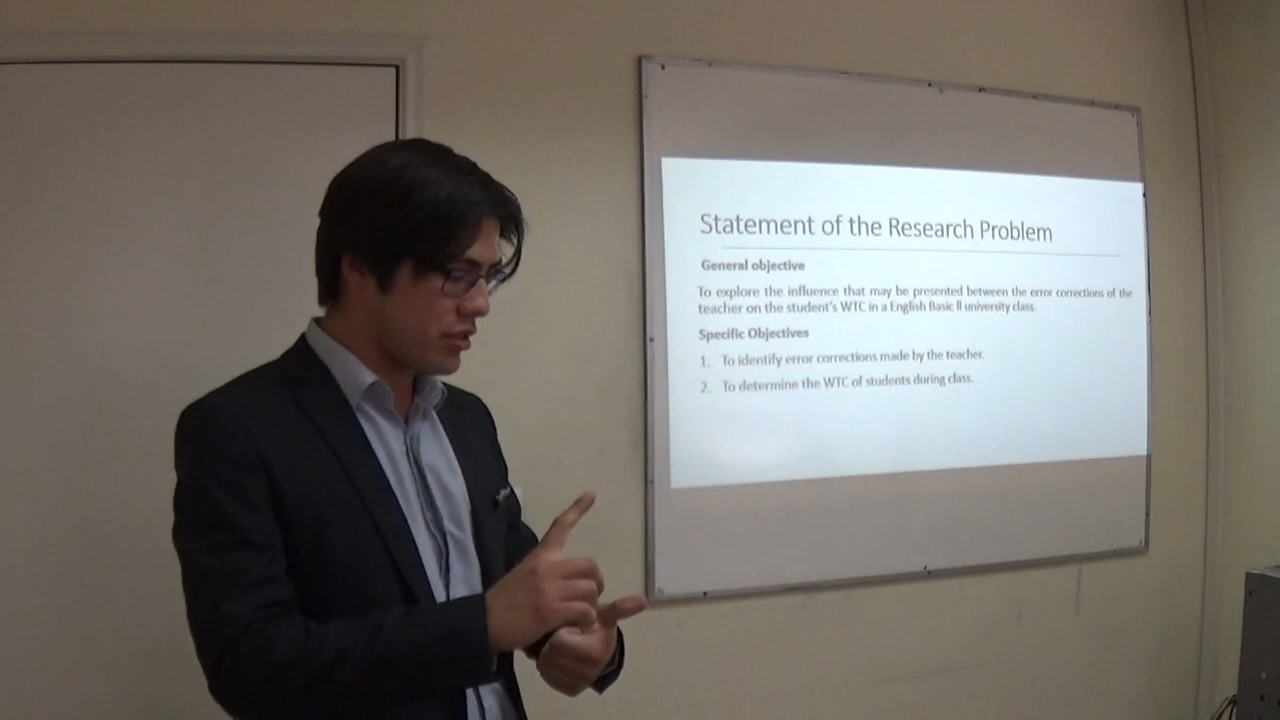 Statement of the Research Problem
General objective
To explore the influence that may be presented between the error corrections of the
teacher on the student's WTC in a English Basic II university class.
Specific Objectives
1. To identify error corrections made by the teacher.
2. To determine the WTC of students during class.